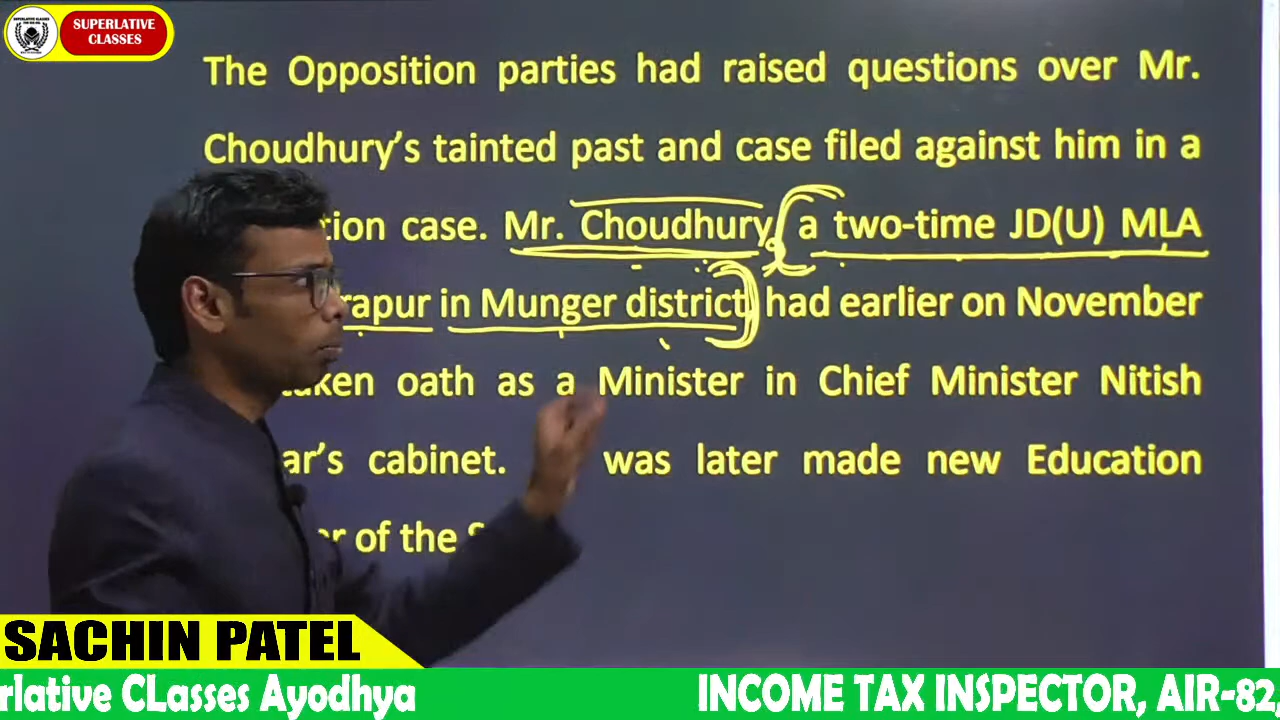 SUPERLATIVE
CLASSES
The Opposition parties had raised questions over Mr.
Choudhury's tainted past and case filed against him in a
tion case. Mr. Choudhury, a two-time JD(U) MLA
rapur in Munger district, had earlier on November
taken oath as a Minister in Chief Minister Nitish
ar's cabinet. was later made new Education
er of the S
SACHIN PATEL
rlative CLasses Ayodhya INCOME TAX INSPECTOR, AIR-82,